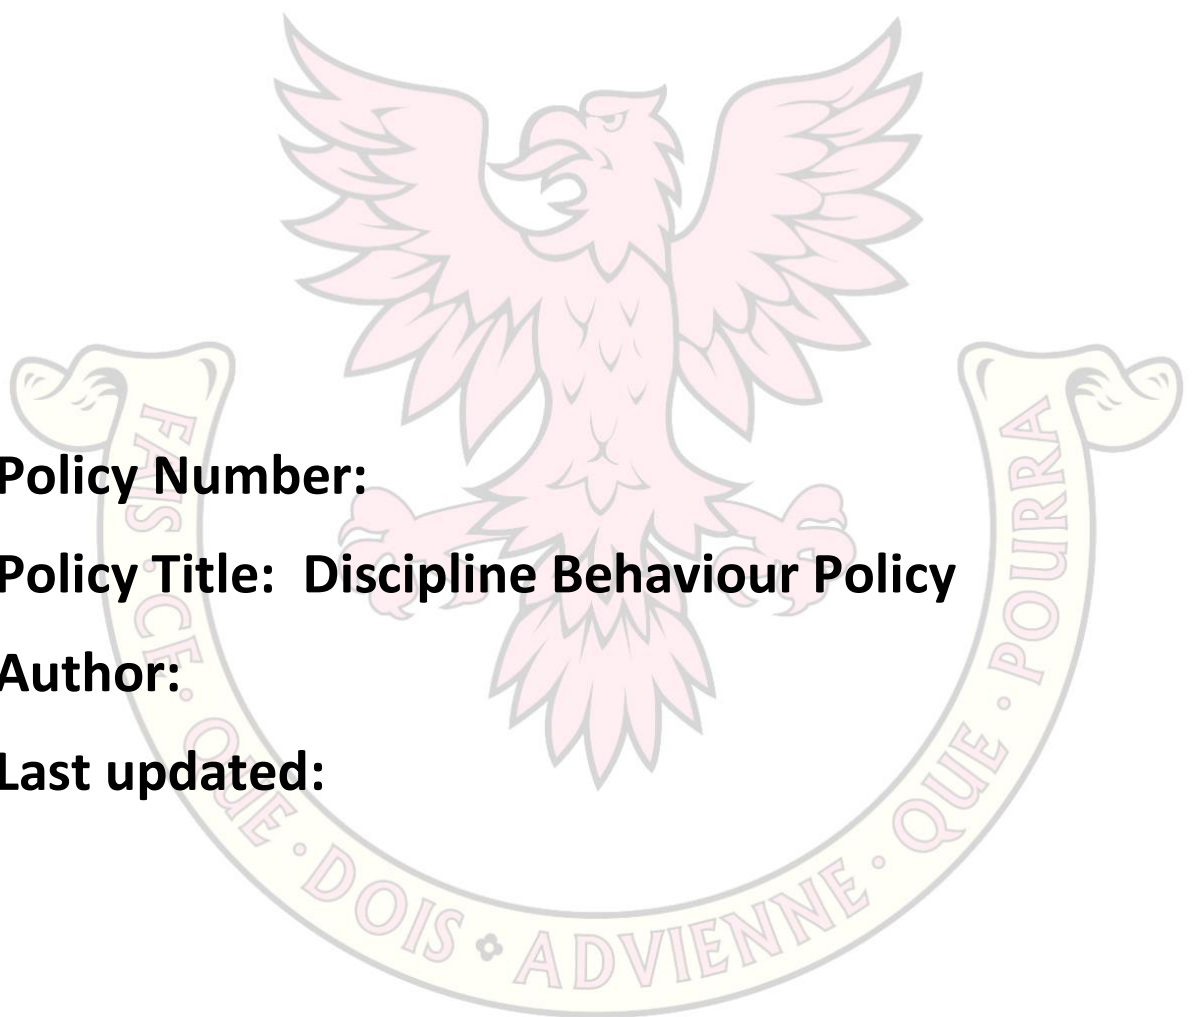 Policy Number:
Policy Title: Discipline Behaviour Policy
Author:
Last updated:
FAIS · CE · QUE · DOIS · ADVIENNE · QUE · POURRA